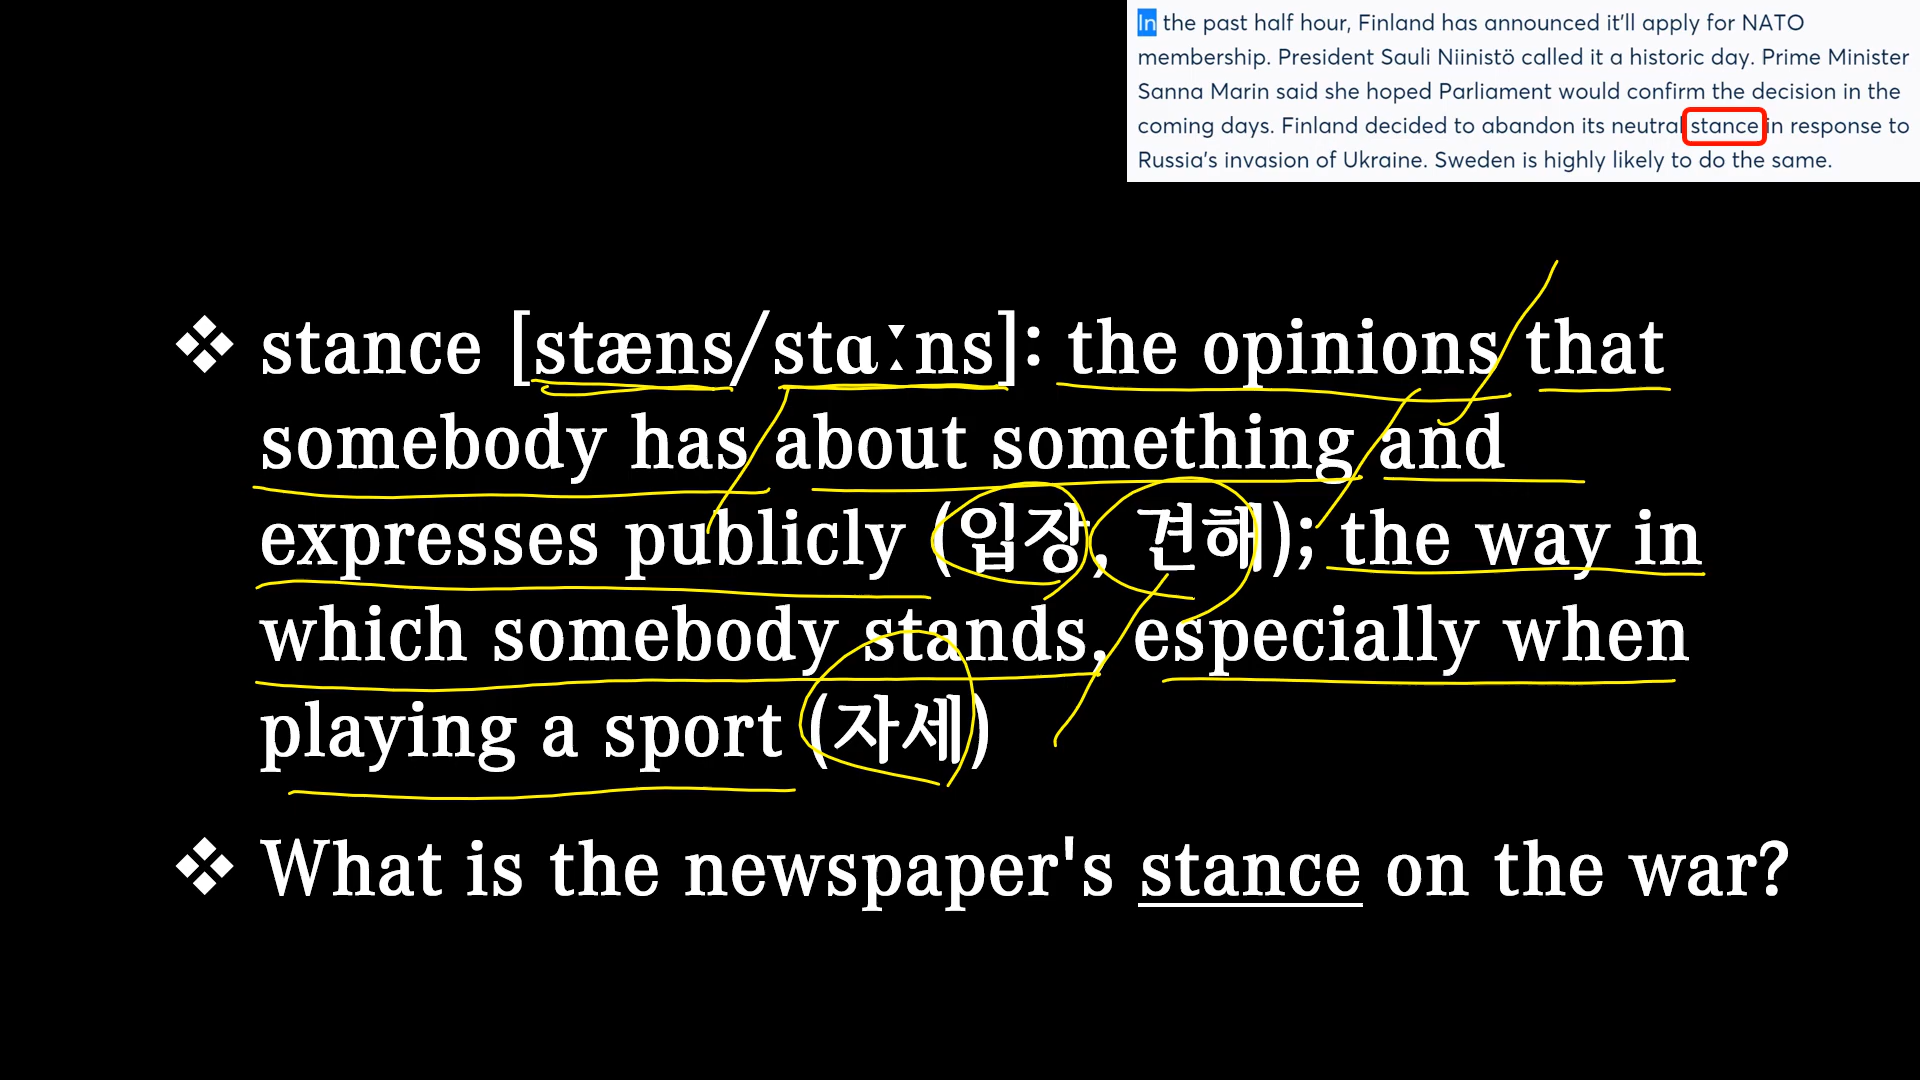 In the past half hour, Finland has announced it'll apply for NATO
membership. President Sauli Niinistö called it a historic day. Prime Minister
Sanna Marin said she hoped Parliament would confirm the decision in the
coming days. Finland decided to abandon its neutral stance in response to
Russia's invasion of Ukraine. Sweden is highly likely to do the same.
❖ stance [stæns/stɑːns]: the opinions that
somebody has about something and
expresses publicly (입장, 견해); the way in
which somebody stands, especially when
playing a sport (자세)
❖ What is the newspaper's stance on the war?